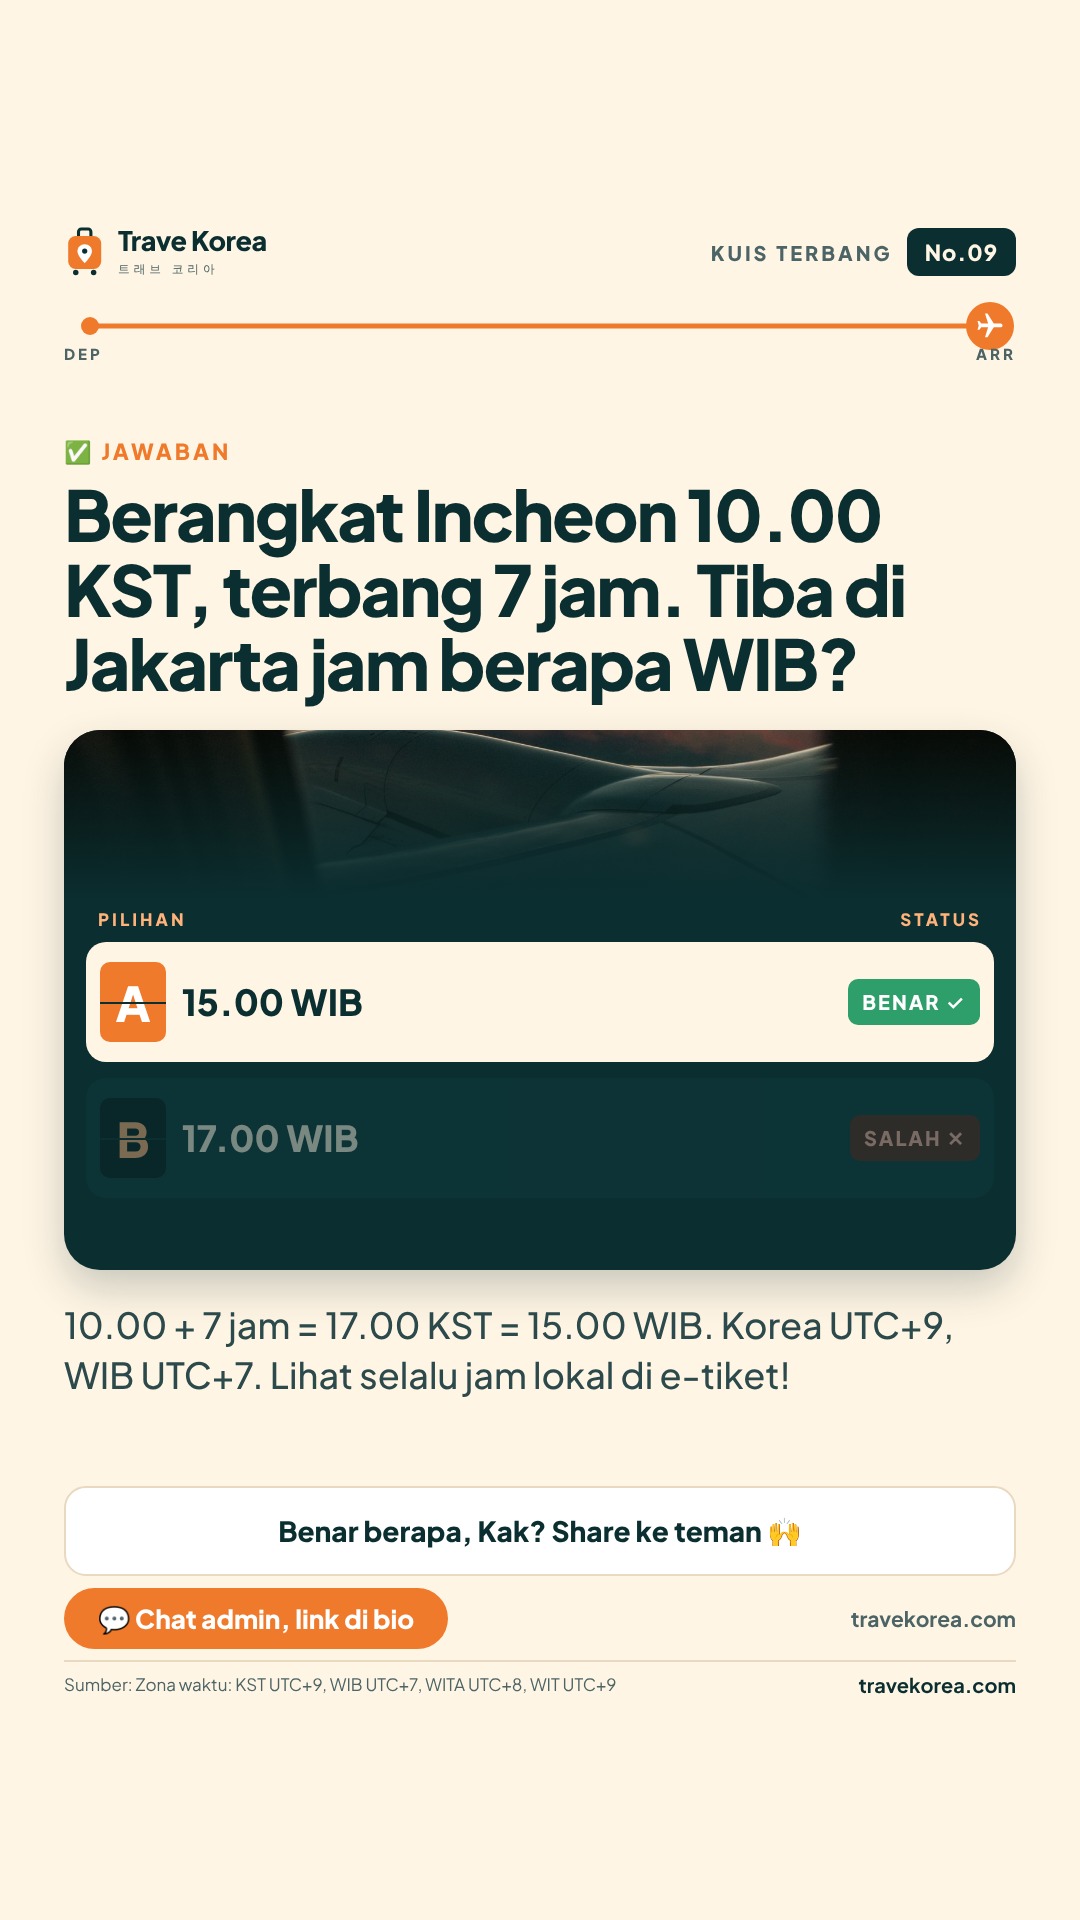 Trave Korea
트래브 코리아
KUIS TERBANG
No.09
DEP
ARR
✅ JAWABAN
Berangkat Incheon 10.00
KST, terbang 7 jam. Tiba di
Jakarta jam berapa WIB?
PILIHAN
STATUS
A
15.00 WIB
BENAR ✓
B
17.00 WIB
SALAH ✕
10.00 + 7 jam = 17.00 KST = 15.00 WIB. Korea UTC+9,
WIB UTC+7. Lihat selalu jam lokal di e-tiket!
Benar berapa, Kak? Share ke teman 🙌
💬 Chat admin, link di bio
travekorea.com
Sumber: Zona waktu: KST UTC+9, WIB UTC+7, WITA UTC+8, WIT UTC+9
travekorea.com